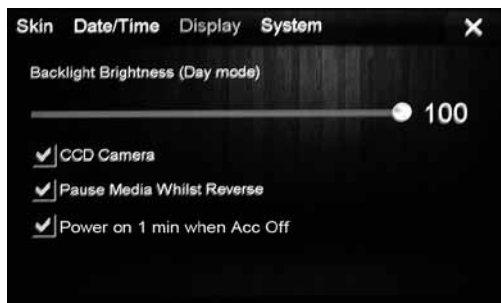 Skin Date/Time Display System
Backlight Brightness (Day mode)
100
CCD Camera
Pause Media Whilst Reverse
Power on 1 min when Acc Off